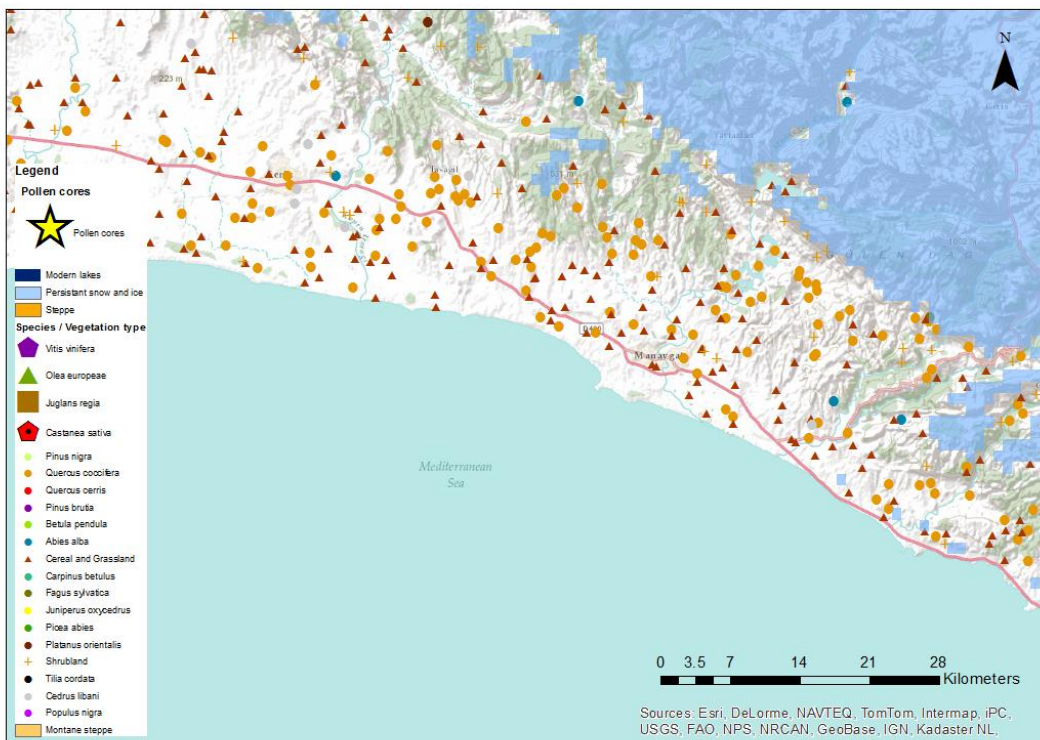 N
223 m
Legend
Pollen cores
Pollen cores
Modern lakes
Persistant snow and ice
Steppe
Species / Vegetation type
Vitis vinifera
Olea europeae
Juglans regia
Castanea sativa
Pinus nigra
Quercus coccifera
Quercus cerris
Pinus brutia
Betula pendula
Abies alba
Cereal and Grassland
Carpinus betulus
Fagus sylvatica
Juniperus oxycedrus
Picea abies
Platanus orientalis
Shrubland
Tilia cordata
Cedrus libani
Populus nigra
Montane steppe
D400
Manavgat
Mediterranean
Sea
0 3.5 7 14 21 28
Kilometers
Sources: Esri, DeLorme, NAVTEQ, TomTom, Intermap, iPC,
USGS, FAO, NPS, NRCAN, GeoBase, IGN, Kadaster NL,